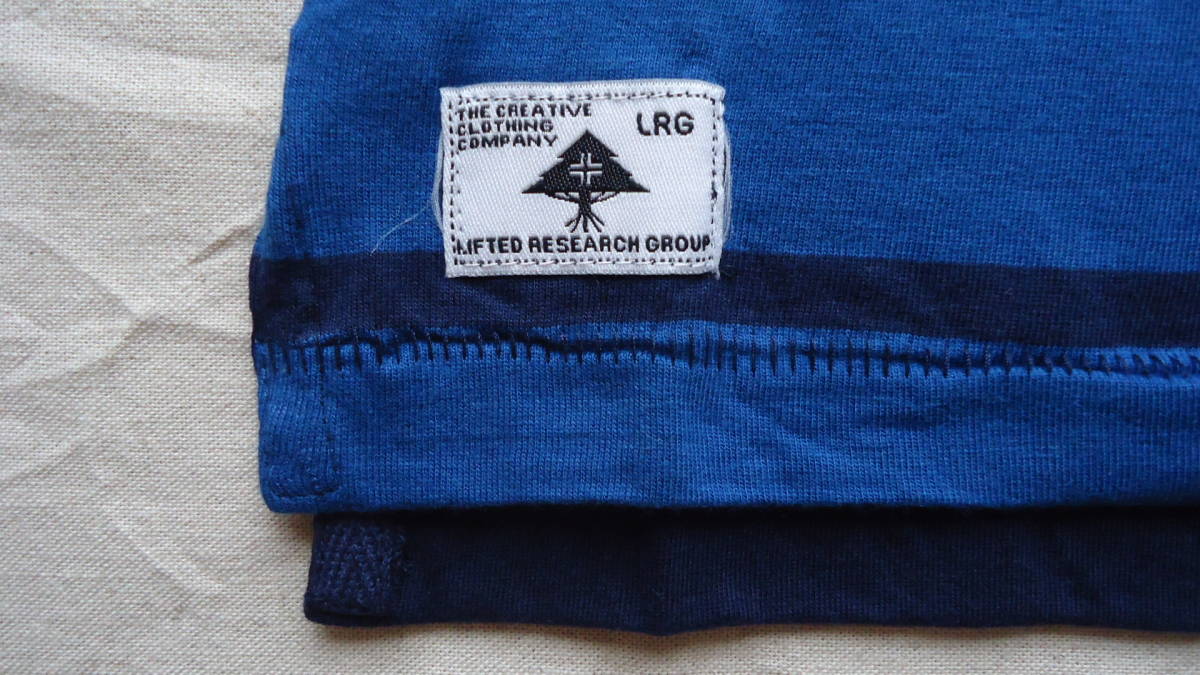 THE CREATIVE
CLOTHING
COMPANY
LRG
LIFTED RESEARCH GROUP